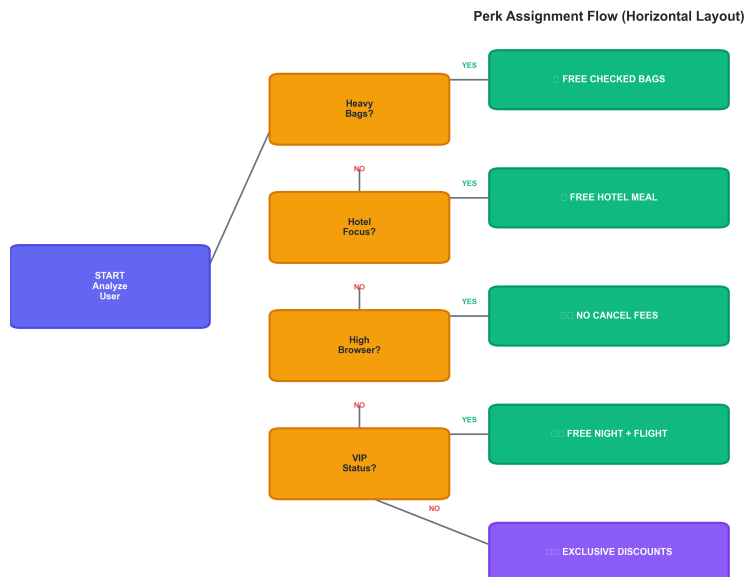 Perk Assignment Flow (Horizontal Layout)
YES
FREE CHECKED BAGS
Heavy
Bags?
NO
YES
FREE HOTEL MEAL
Hotel
Focus?
START
Analyze
User
NO
YES
NO CANCEL FEES
High
Browser?
NO
YES
FREE NIGHT + FLIGHT
VIP
Status?
NO
EXCLUSIVE DISCOUNTS